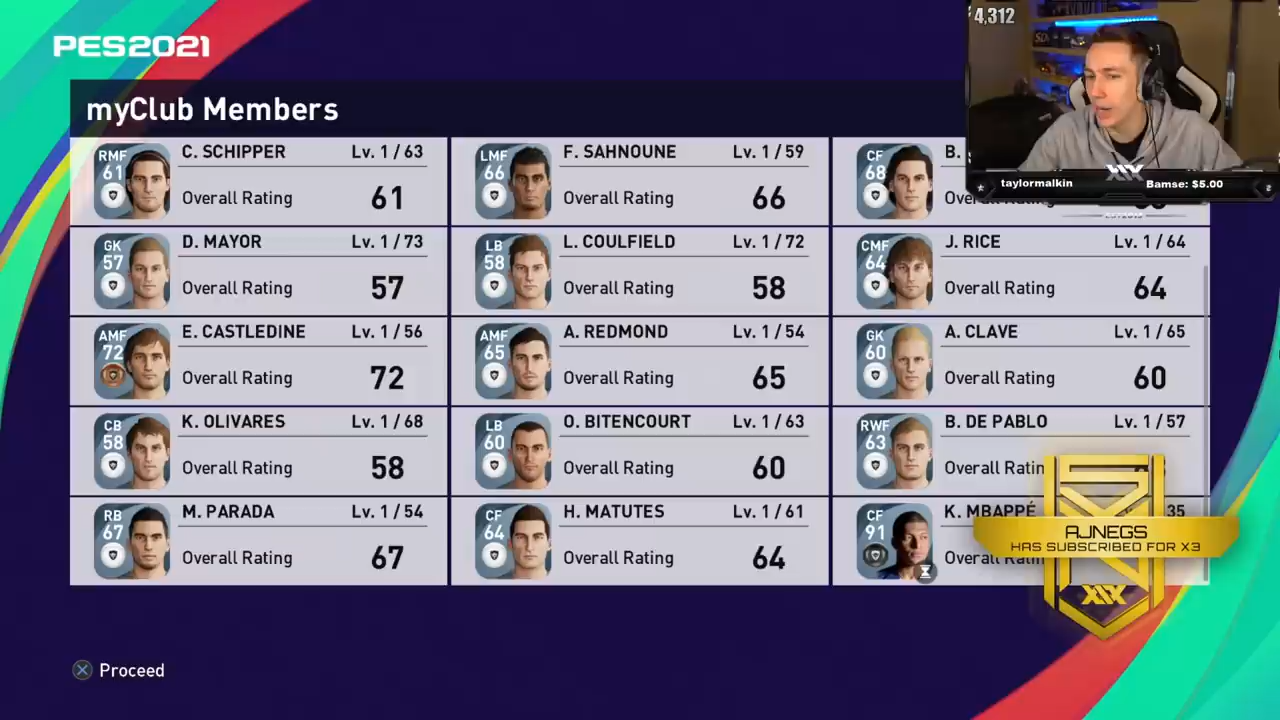 PES2021
4,312
myClub Members
taylormalkin Bamse: $5.00
RMF 61 C. SCHIPPER Lv. 1 / 63
Overall Rating 61
LMF 66 F. SAHNOUNE Lv. 1 / 59
Overall Rating 66
CF 68 B.
GK 57 D. MAYOR Lv. 1 / 73
Overall Rating 57
LB 58 L. COULFIELD Lv. 1 / 72
Overall Rating 58
CMF 64 J. RICE Lv. 1 / 64
Overall Rating 64
AMF 72 E. CASTLEDINE Lv. 1 / 56
Overall Rating 72
AMF 65 A. REDMOND Lv. 1 / 54
Overall Rating 65
GK 60 A. CLAVE Lv. 1 / 65
Overall Rating 60
CB 58 K. OLIVARES Lv. 1 / 68
Overall Rating 58
LB 60 O. BITENCOURT Lv. 1 / 63
Overall Rating 60
RWF 63 B. DE PABLO Lv. 1 / 57
Overall
RB 67 M. PARADA Lv. 1 / 54
Overall Rating 67
CF 64 H. MATUTES Lv. 1 / 61
Overall Rating 64
CF 91 K. MBAPPÉ 35
Overall
AJNEGS
HAS SUBSCRIBED FOR X3
XIX
Proceed